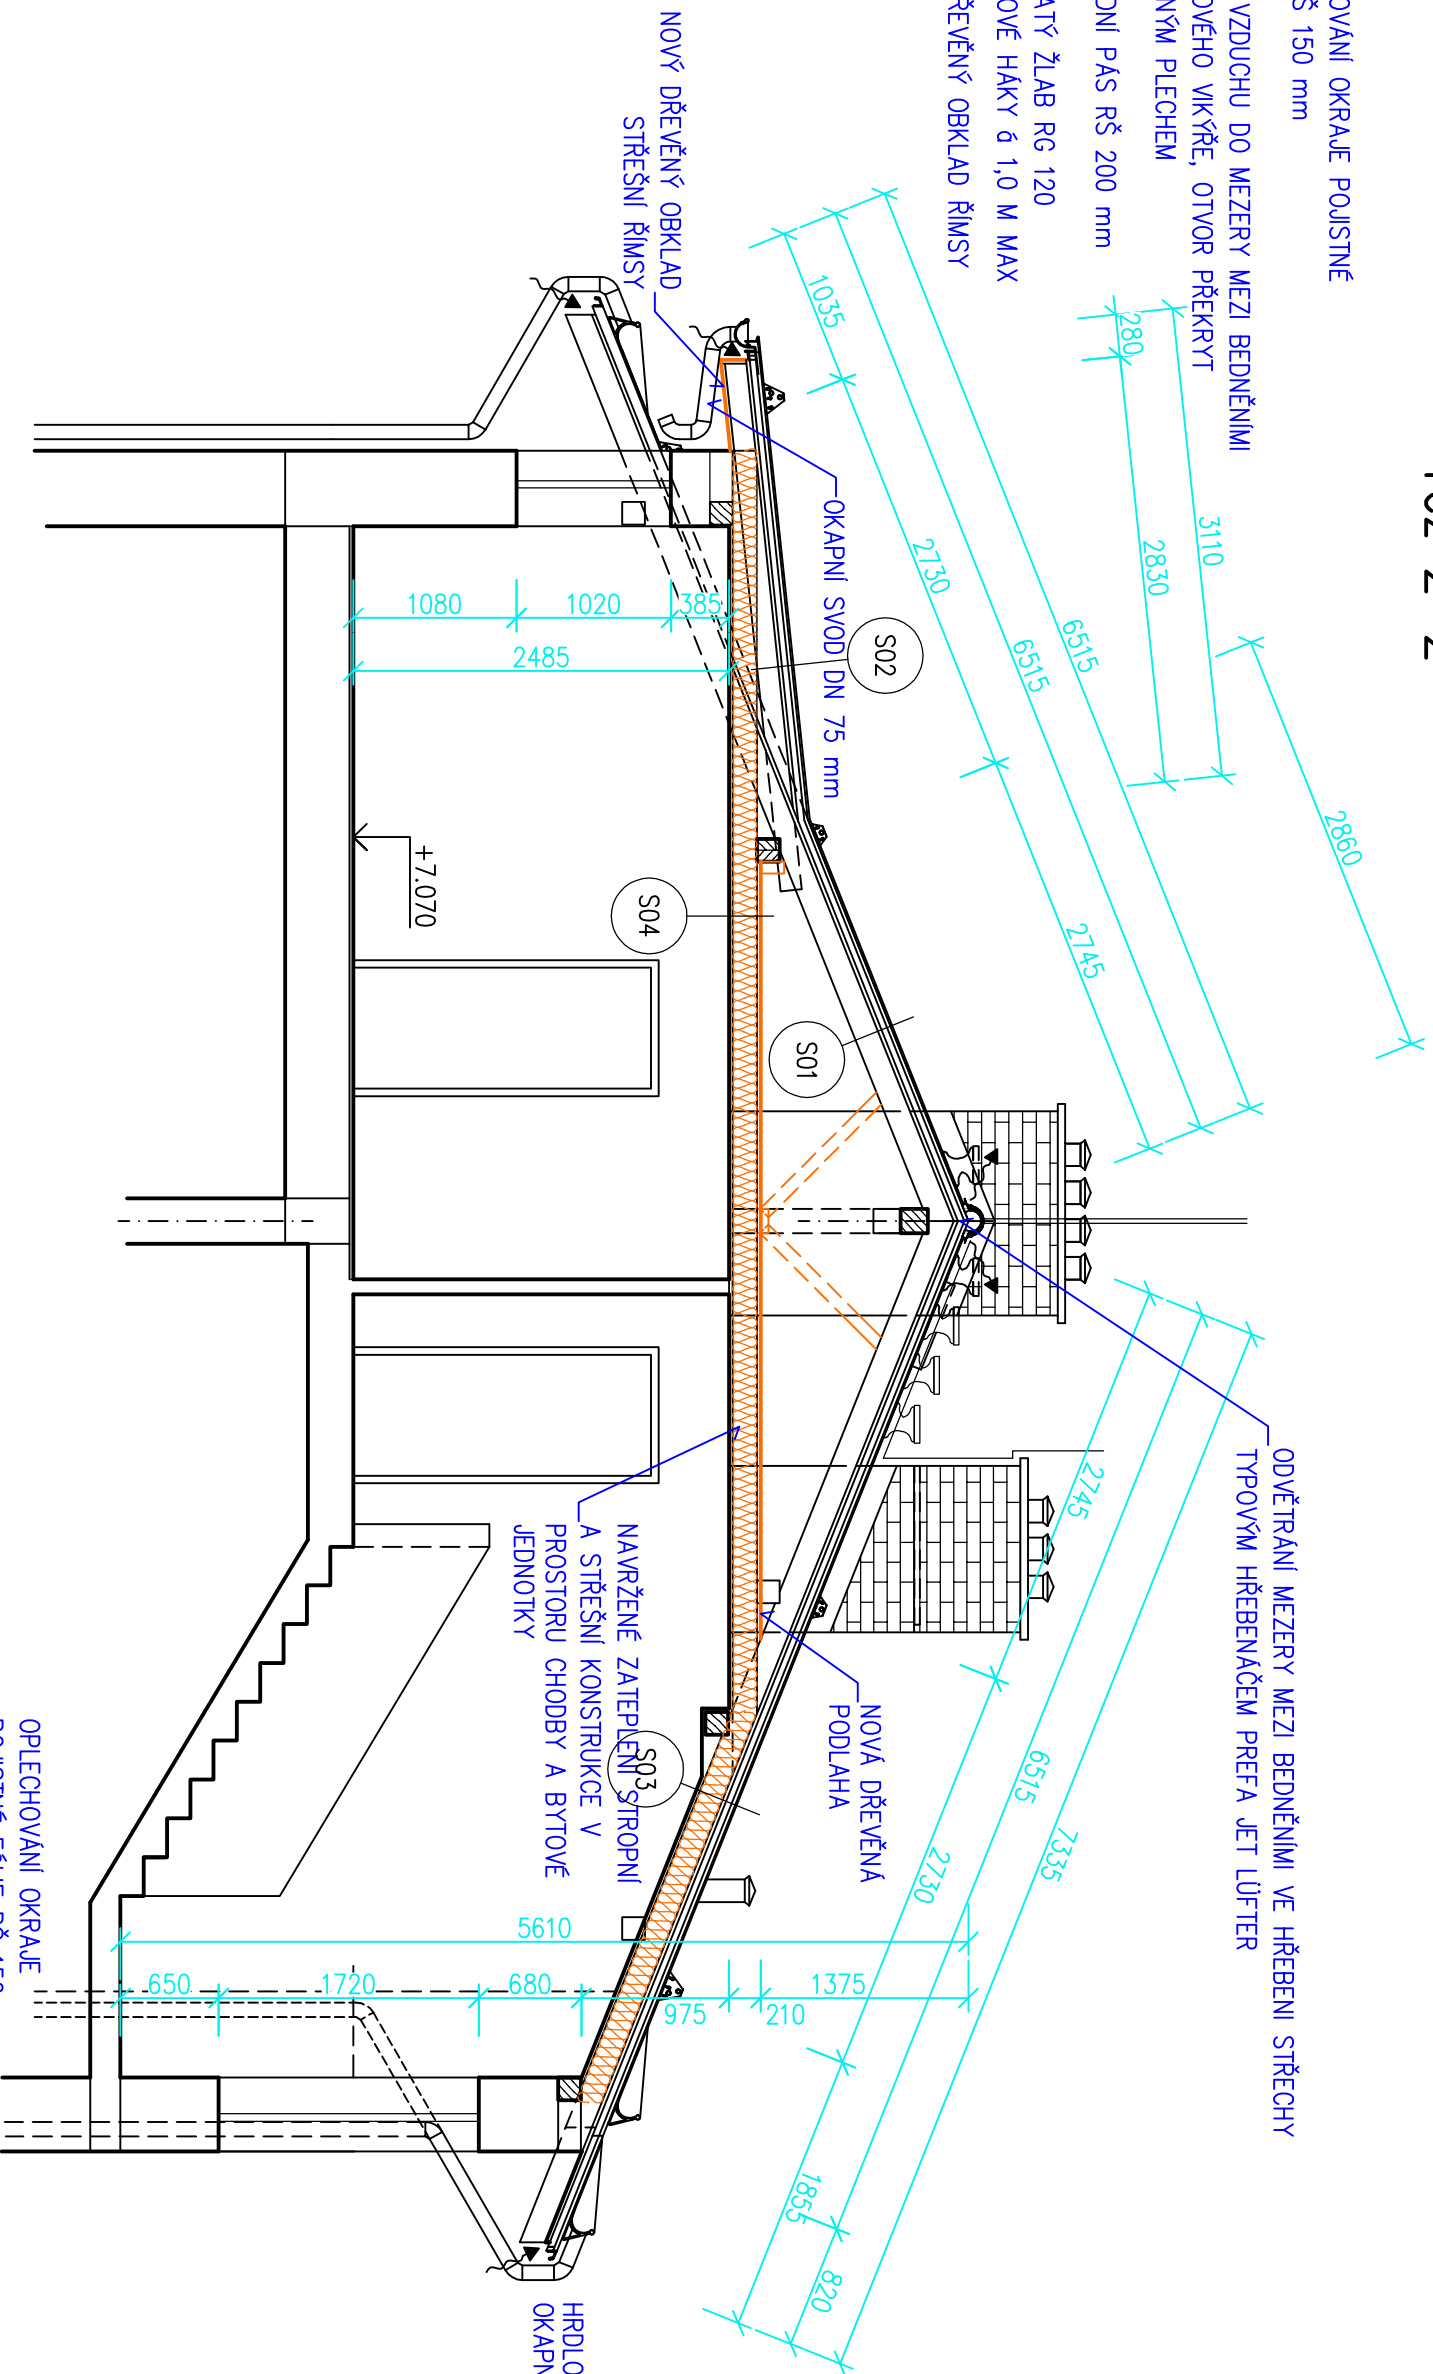 OVÁNÍ OKRAJE POJISTNÉ
Š 150 mm
VZDUCHU DO MEZERY MEZI BEDNĚNÍMI
OVÉHO VIKÝŘE, OTVOR PŘEKRYT
NÝM PLECHEM
DNÍ PÁS RŠ 200 mm
ATÝ ŽLAB RG 120
OVÉ HÁKY á 1,0 M MAX
ŘEVĚNÝ OBKLAD ŘÍMSY
NOVÝ DŘEVĚNÝ OBKLAD
STŘEŠNÍ ŘÍMSY
OKAPNÍ SVOD DN 75 mm
1035
2730
2745
6515
6515
280
2830
3110
2860
1080
1020
385
2485
+7.070
S02
S04
S01
S03
ODVĚTRÁNÍ MEZERY MEZI BEDNĚNÍMI VE HŘEBENI STŘECHY
TYPOVÝM HŘEBENÁČEM PREFA JET LÜFTER
2745
2730
1855
6515
820
7335
NAVRŽENÉ ZATEPLENÍ STROPNÍ
A STŘEŠNÍ KONSTRUKCE V
PROSTORU CHODBY A BYTOVÉ
JEDNOTKY
NOVÁ DŘEVĚNÁ
PODLAHA
5610
650
1720
680
975
210
1375
OPLECHOVÁNÍ OKRAJE
HRDLO
OKAPN